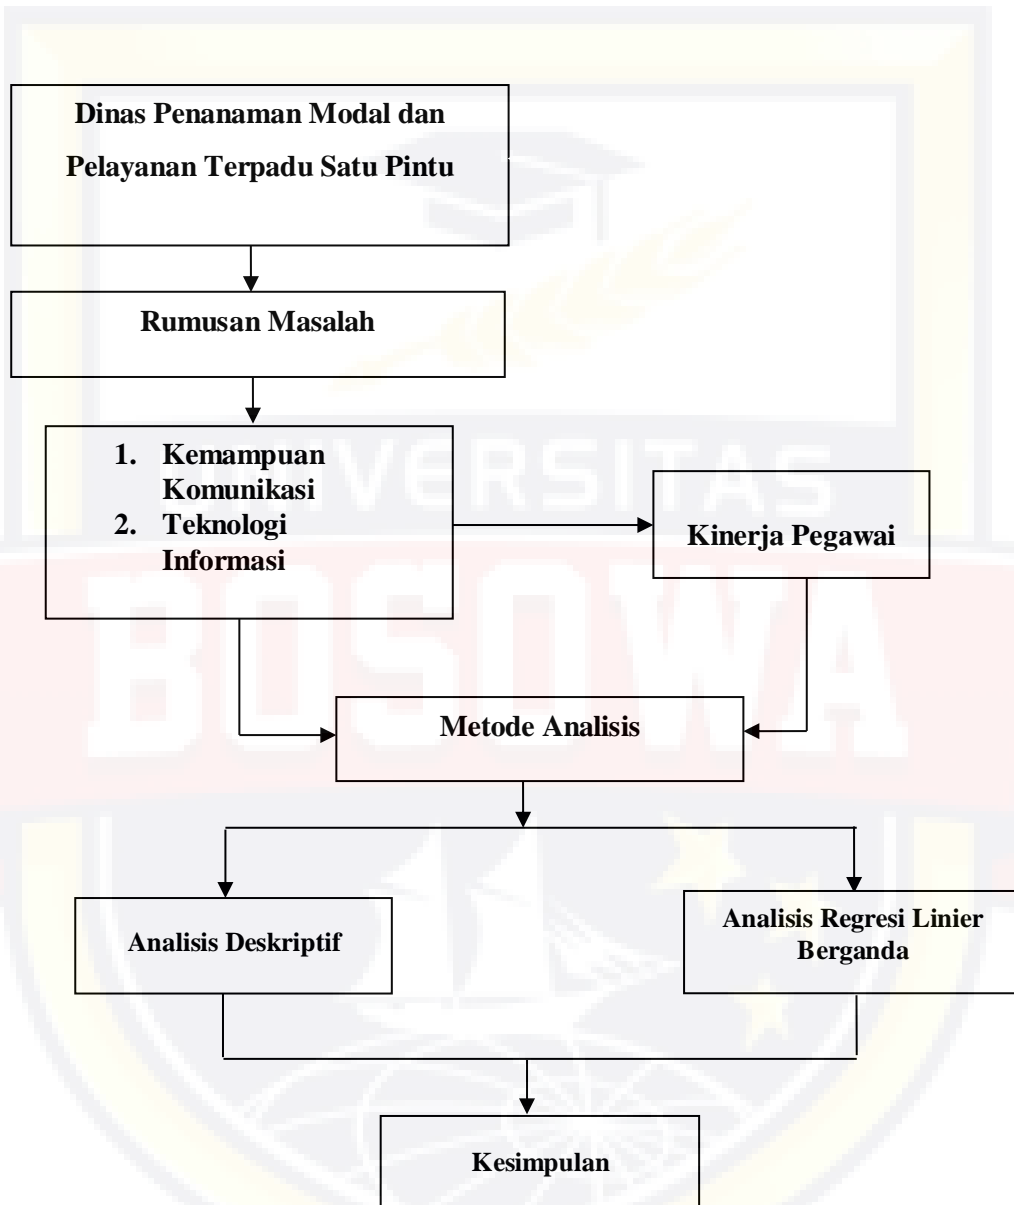 Dinas Penanaman Modal dan
Pelayanan Terpadu Satu Pintu
Rumusan Masalah
1. Kemampuan
Komunikasi
2. Teknologi
Informasi
Kinerja Pegawai
Metode Analisis
Analisis Deskriptif
Analisis Regresi Linier
Berganda
Kesimpulan
UNIVERSITAS
BOSOWA